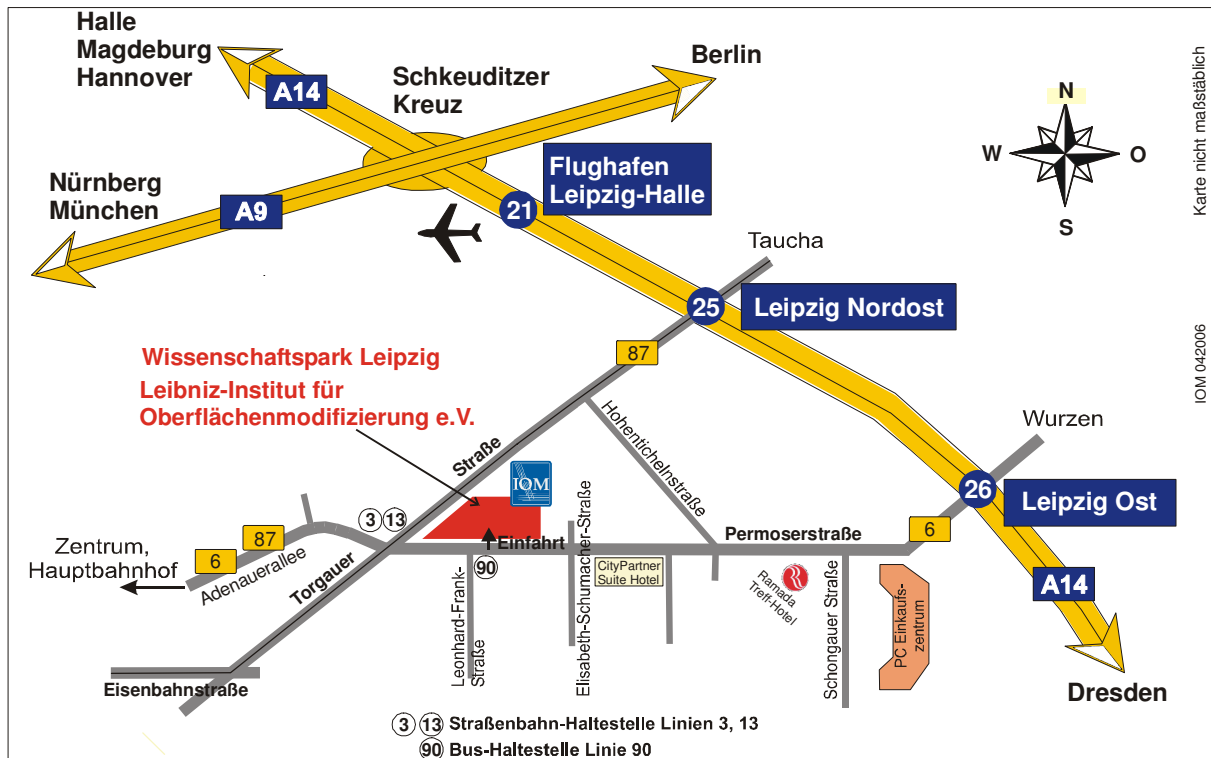 Halle
Magdeburg
Hannover
A14
Schkeuditzer
Kreuz
Berlin
N
W
O
S
Karte nicht maßstäblich
Nürnberg
München
A9
Flughafen
Leipzig-Halle
21
Taucha
25
Leipzig Nordost
87
IOM 042006
Wissenschaftspark Leipzig
Leibniz-Institut für
Oberflächenmodifizierung e.V.
Hohentichelnstraße
Wurzen
26
Leipzig Ost
Straße
IOM
3 13
Einfahrt
90
Permoserstraße
6
Zentrum,
Hauptbahnhof
6
87
Adenauerallee
Torgauer
Leonhard-Frank-
Straße
Elisabeth-Schumacher-Straße
CityPartner
Suite Hotel
Ramada
Treff-Hotel
Schongauer Straße
PC Einkaufs-
zentrum
A14
Dresden
Eisenbahnstraße
3 13 Straßenbahn-Haltestelle Linien 3, 13
90 Bus-Haltestelle Linie 90